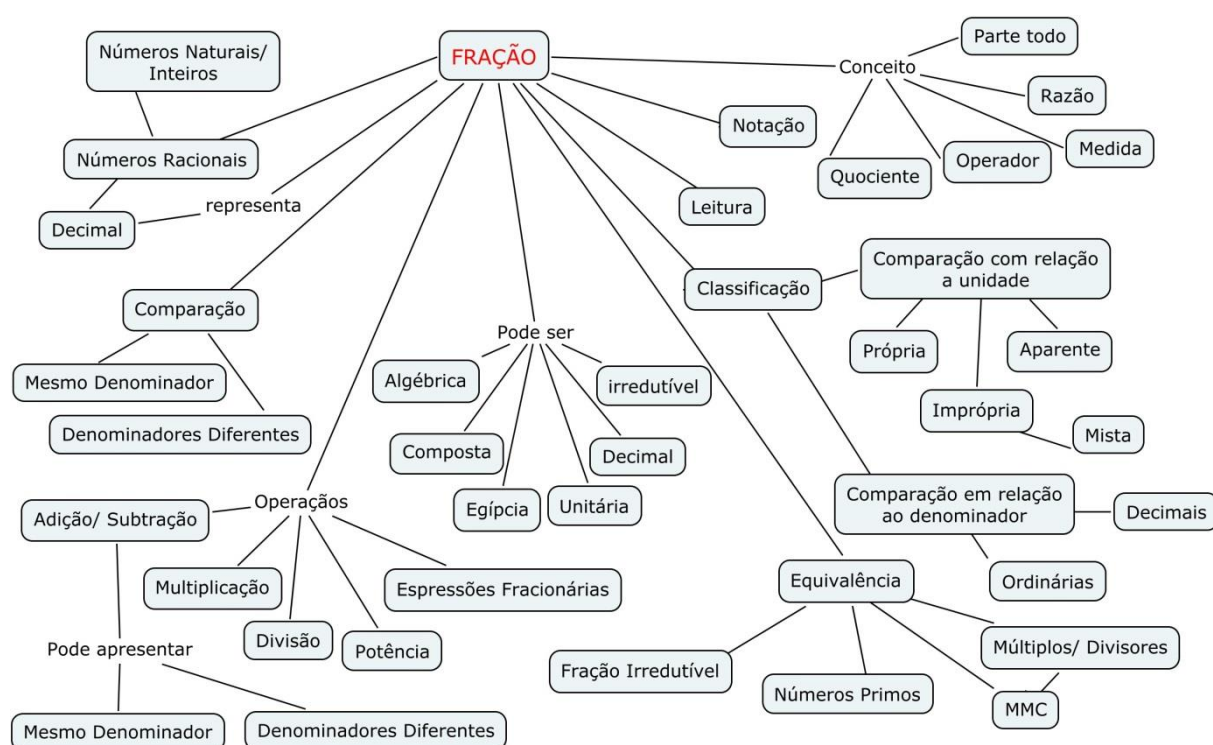 FRAÇÃO
Números Naturais/
Inteiros
Números Racionais
Decimal
representa
Conceito
Parte todo
Razão
Medida
Operador
Quociente
Notação
Leitura
Comparação
Mesmo Denominador
Denominadores Diferentes
Pode ser
Algébrica
Composta
Egípcia
Unitária
Decimal
irredutível
Classificação
Comparação com relação
a unidade
Própria
Imprópria
Aparente
Mista
Comparação em relação
ao denominador
Decimais
Ordinárias
Operaçãos
Adição/ Subtração
Multiplicação
Divisão
Potência
Espressões Fracionárias
Pode apresentar
Mesmo Denominador
Denominadores Diferentes
Equivalência
Fração Irredutível
Números Primos
MMC
Múltiplos/ Divisores